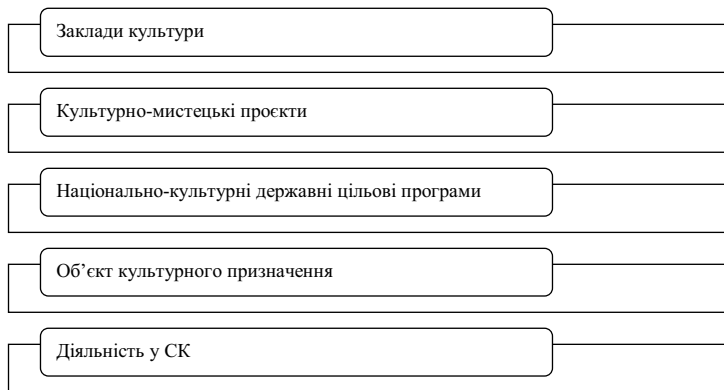 Заклади культури
Культурно-мистецькі проєкти
Національно-культурні державні цільові програми
Об’єкт культурного призначення
Діяльність у СК